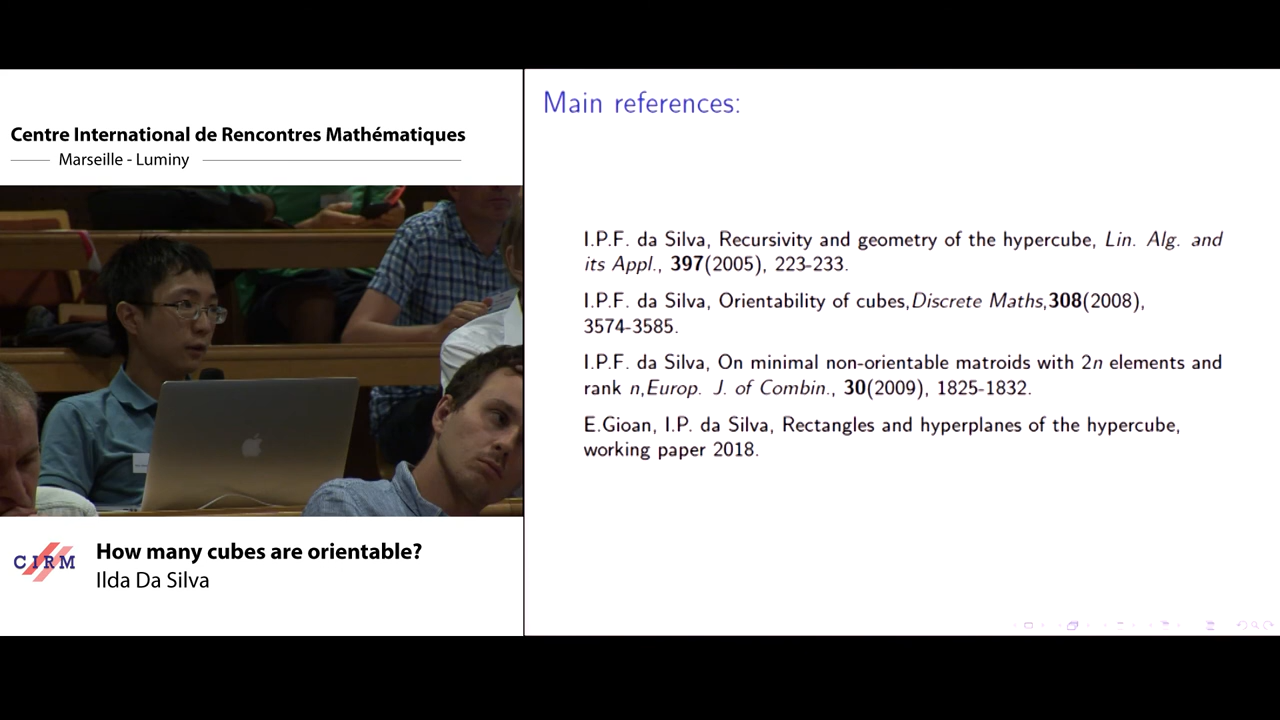 Centre International de Rencontres Mathématiques
Marseille - Luminy
CIRM
How many cubes are orientable?
Ilda Da Silva
Main references:
I.P.F. da Silva, Recursivity and geometry of the hypercube, Lin. Alg. and
its Appl., 397(2005), 223-233.
I.P.F. da Silva, Orientability of cubes,Discrete Maths,308(2008),
3574-3585.
I.P.F. da Silva, On minimal non-orientable matroids with 2n elements and
rank n,Europ. J. of Combin., 30(2009), 1825-1832.
E.Gioan, I.P. da Silva, Rectangles and hyperplanes of the hypercube,
working paper 2018.